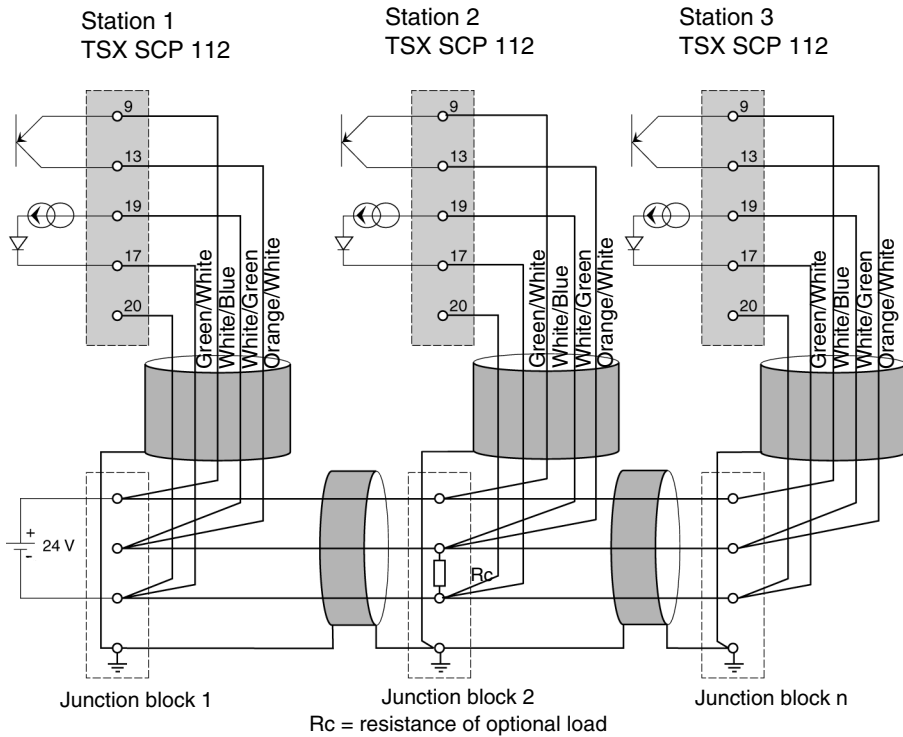 Station 1
TSX SCP 112
Station 2
TSX SCP 112
Station 3
TSX SCP 112
9
13
19
17
20
Green/White
White/Blue
White/Green
Orange/White
9
13
19
17
20
Green/White
White/Blue
White/Green
Orange/White
9
13
19
17
20
Green/White
White/Blue
White/Green
Orange/White
+
-
24 V
Rc
Junction block 1
Junction block 2
Junction block n
Rc = resistance of optional load